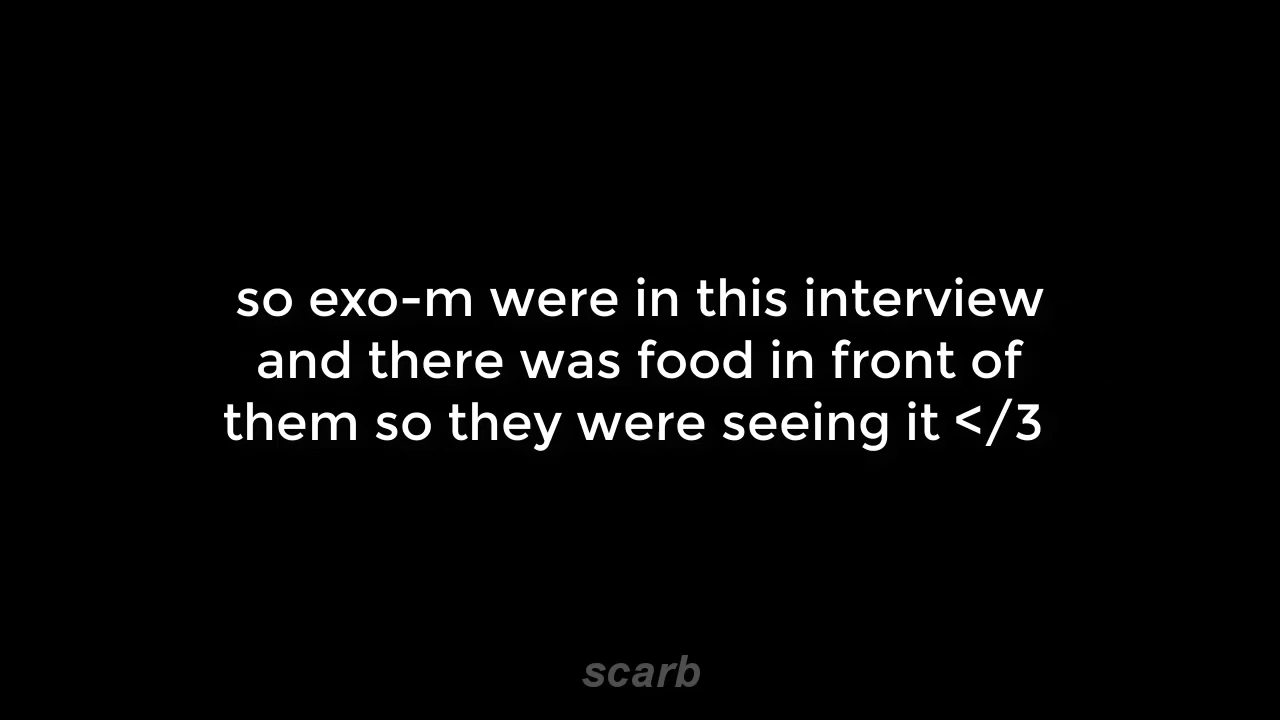 so exo-m were in this interview
and there was food in front of
them so they were seeing it </3
scarb